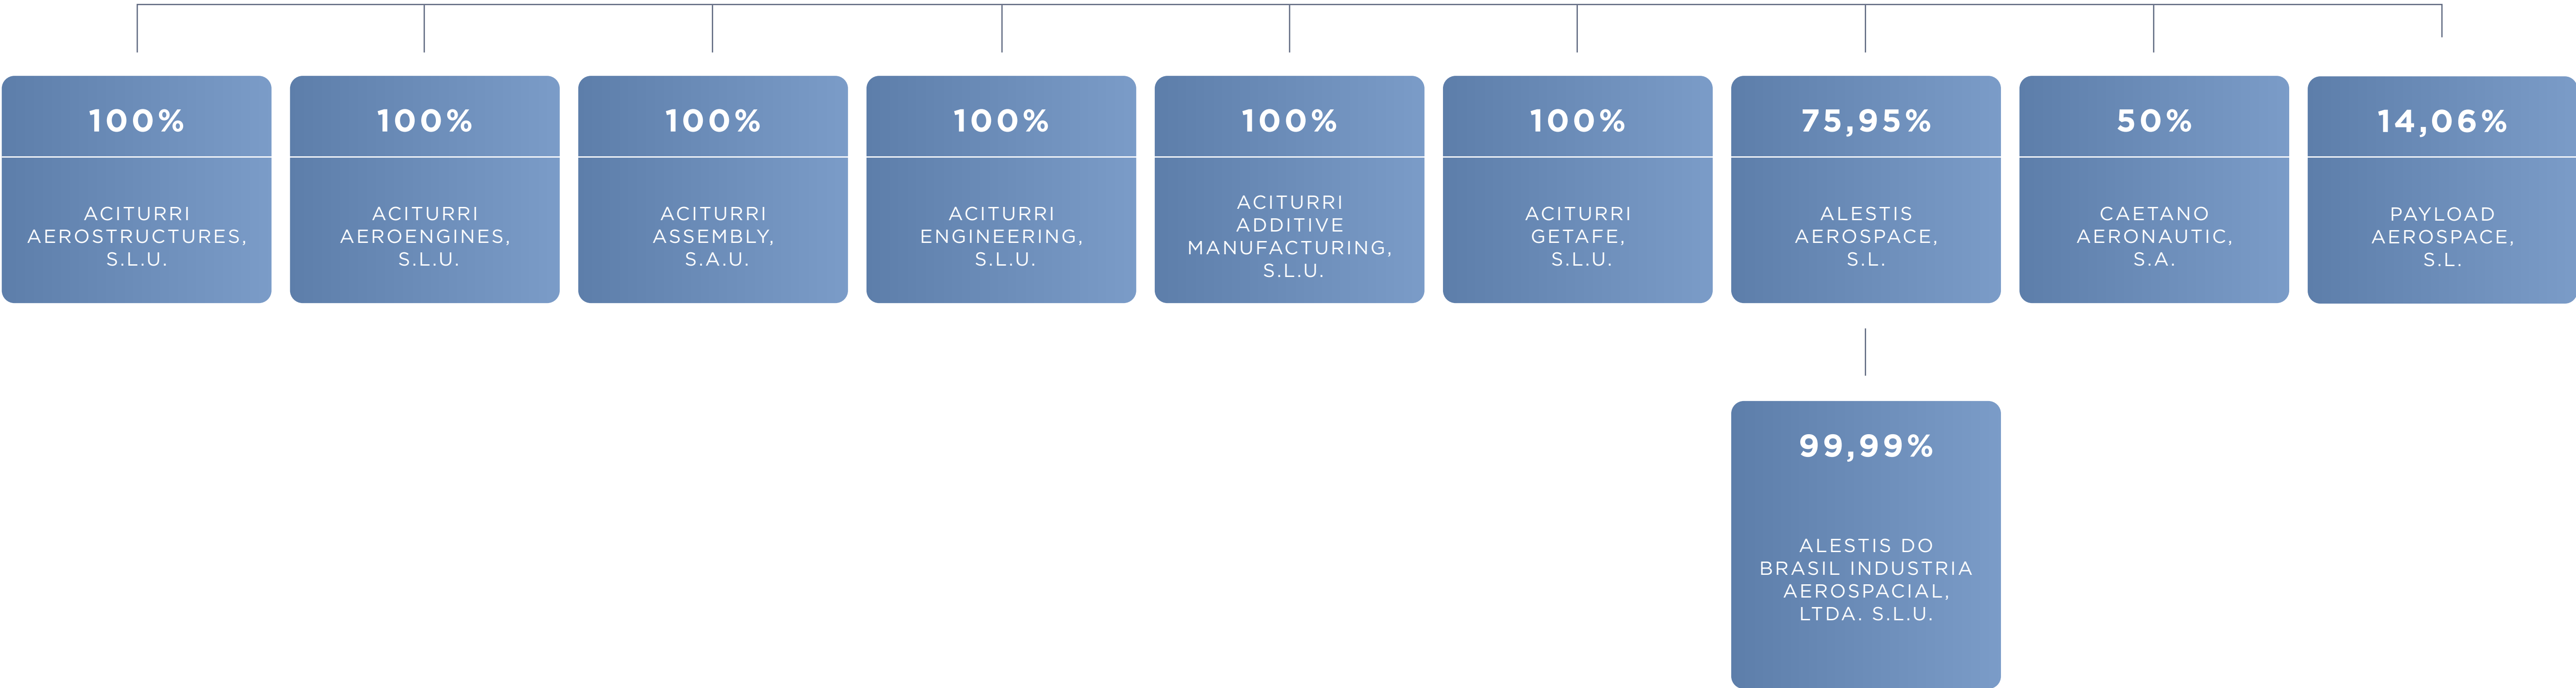 100%
ACITURRI
AEROSTRUCTURES,
S.L.U.
100%
ACITURRI
AEROENGINES,
S.L.U.
100%
ACITURRI
ASSEMBLY,
S.A.U.
100%
ACITURRI
ENGINEERING,
S.L.U.
100%
ACITURRI
ADDITIVE
MANUFACTURING,
S.L.U.
100%
ACITURRI
GETAFE,
S.L.U.
75,95%
ALESTIS
AEROSPACE,
S.L.
50%
CAETANO
AERONAUTIC,
S.A.
14,06%
PAYLOAD
AEROSPACE,
S.L.
99,99%
ALESTIS DO
BRASIL INDUSTRIA
AEROSPACIAL,
LTDA. S.L.U.